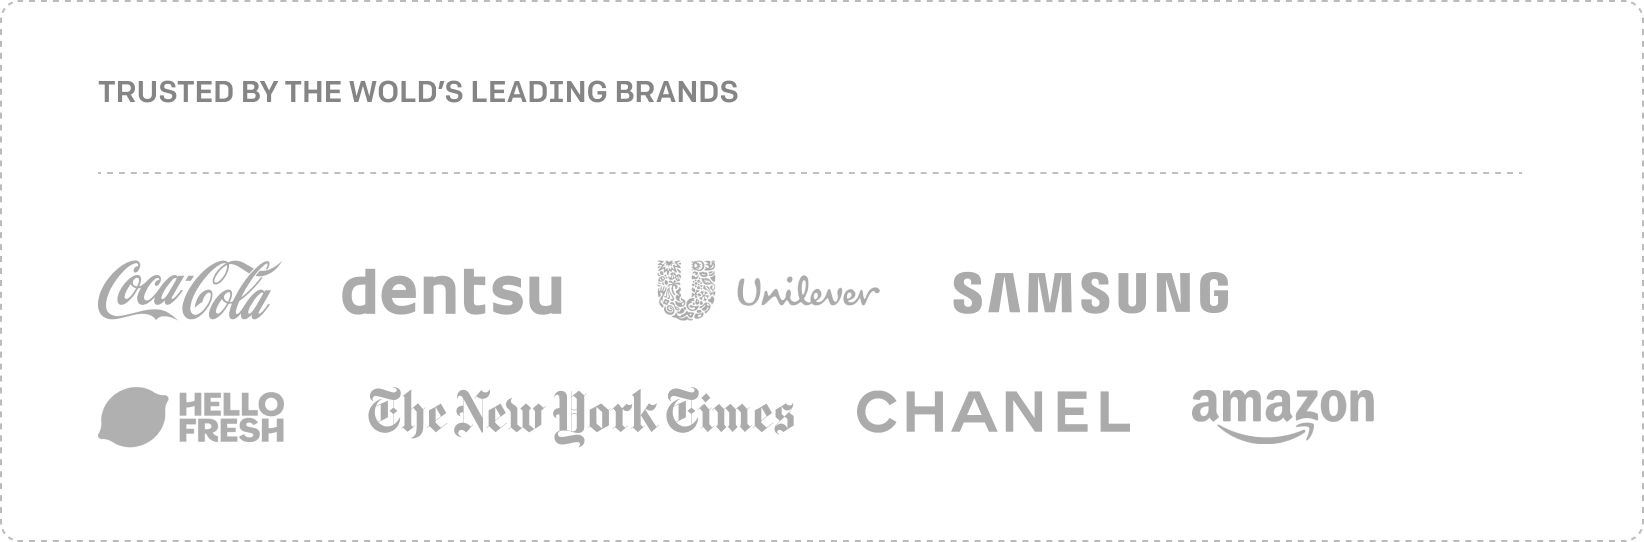 TRUSTED BY THE WOLD’S LEADING BRANDS
Coca-Cola dentsu Unilever SAMSUNG
HELLO FRESH The New York Times CHANEL amazon